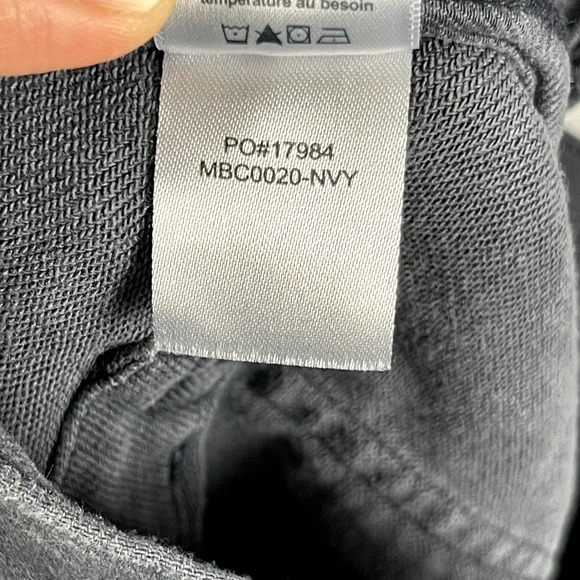 température au besoin
PO#17984
MBC0020-NVY